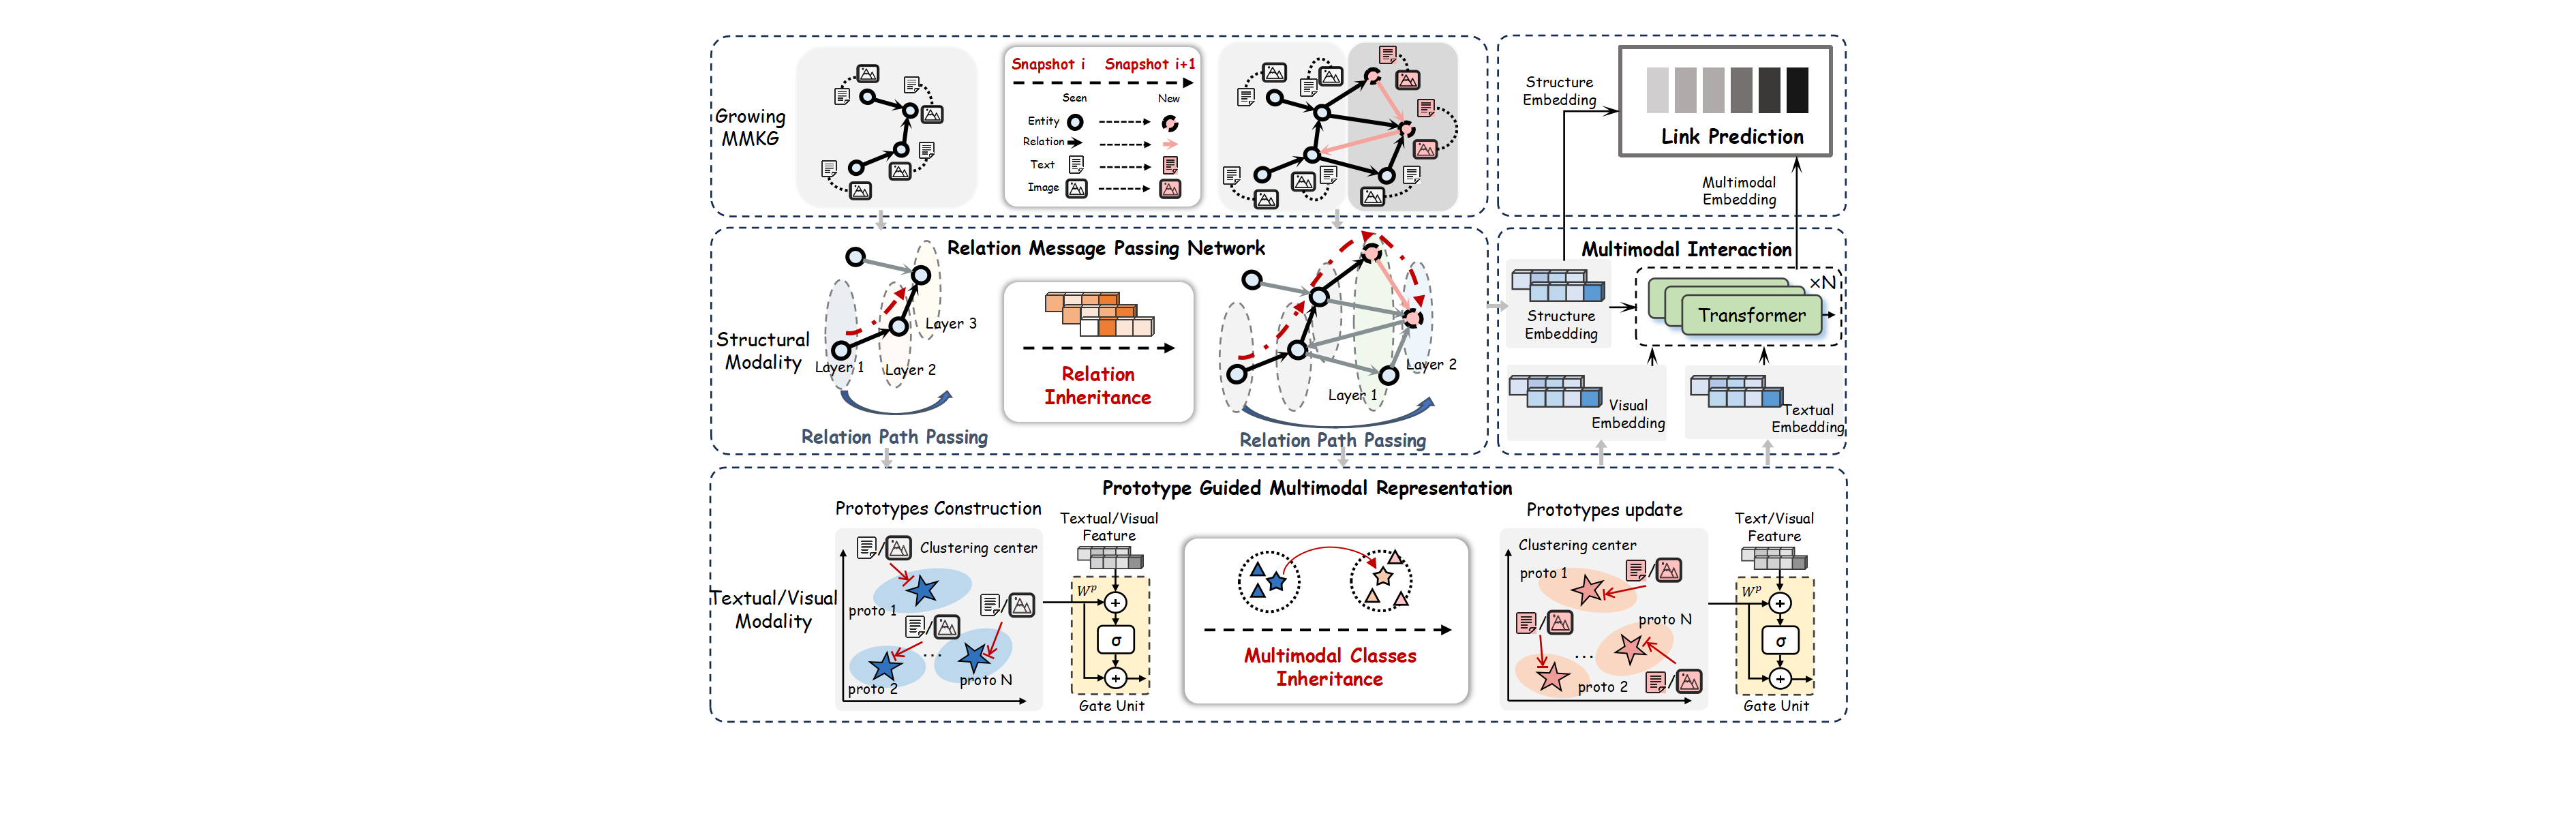 Growing
MMKG
Snapshot i
Snapshot i+1
Seen
New
Entity
Relation
Text
Image
Structure
Embedding
Link Prediction
Multimodal
Embedding
Structural
Modality
Relation Message Passing Network
Layer 1
Layer 2
Layer 3
Relation Path Passing
Relation
Inheritance
Layer 1
Layer 2
Relation Path Passing
Multimodal Interaction
Structure
Embedding
×N
Transformer
Visual
Embedding
Textual
Embedding
Prototype Guided Multimodal Representation
Textual/Visual
Modality
Prototypes Construction
/
Clustering center
proto 1
/
/
proto 2
...
proto N
Textual/Visual
Feature
Wᵖ
+
σ
+
Gate Unit
Multimodal Classes
Inheritance
Prototypes update
Clustering center
proto 1
/
/
proto N
...
proto 2
/
Text/Visual
Feature
Wᵖ
+
σ
+
Gate Unit